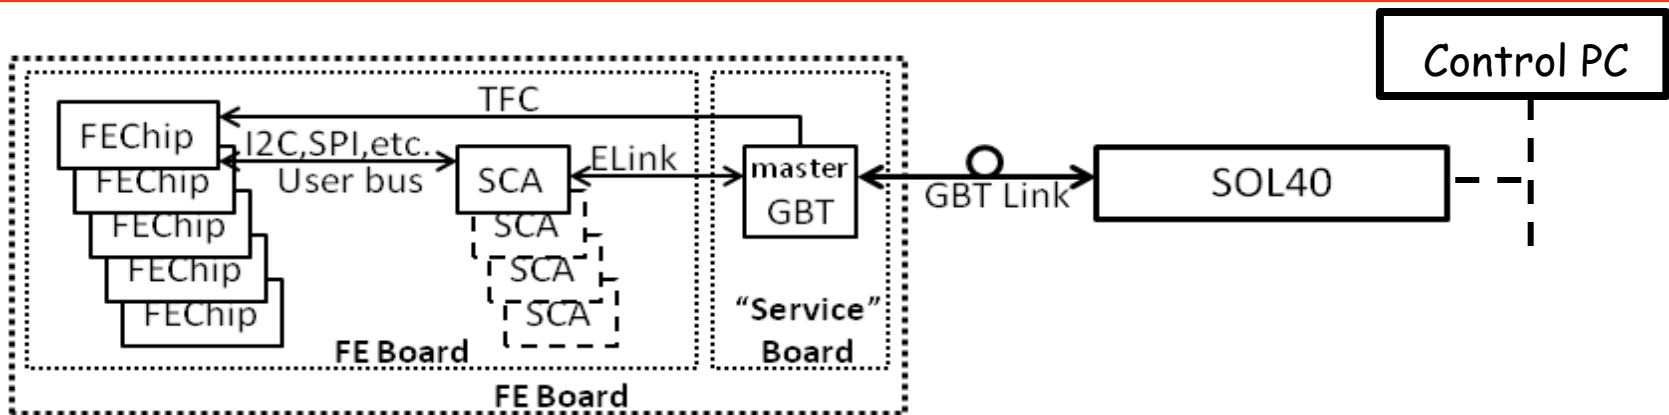 Control PC
TFC
FEChip
I2C,SPI,etc.
User bus
FEChip
FEChip
FEChip
FEChip
SCA
SCA
SCA
SCA
ELink
master
GBT
GBT Link
SOL40
“Service”
Board
FE Board
FE Board